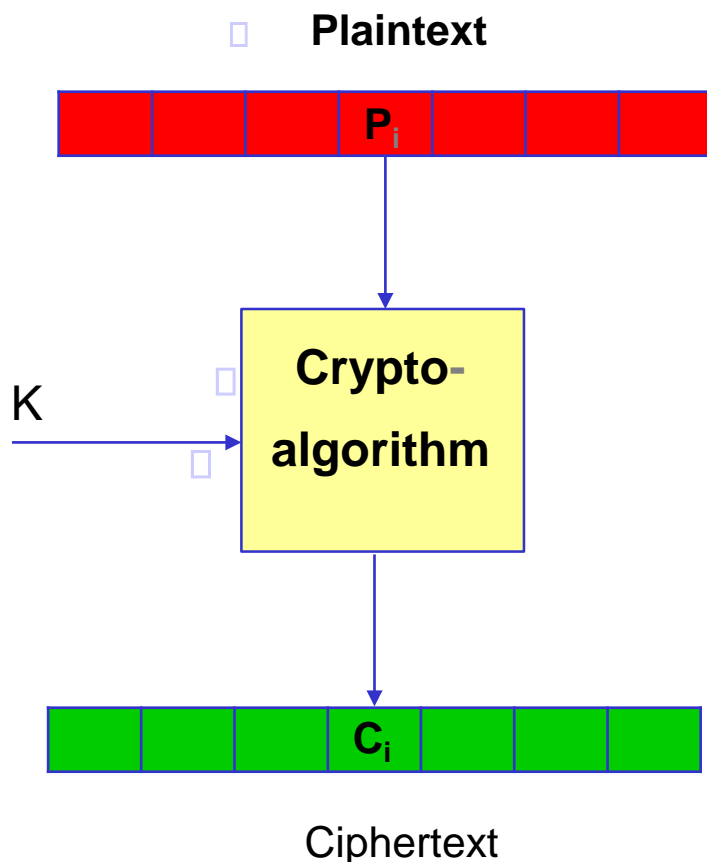 Plaintext
Pi
Crypto-
K
algorithm
Ci
Ciphertext